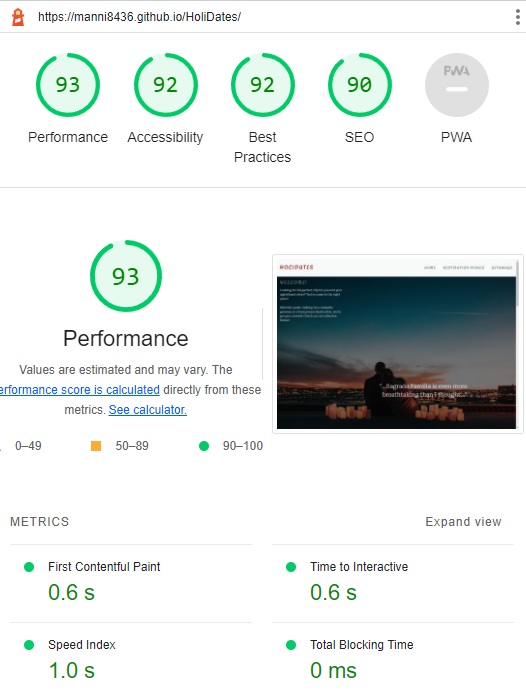 https://manni8436.github.io/HoliDates/
93
92
92
90
PWA
Performance
Accessibility
Best
Practices
SEO
PWA
93
Performance
Values are estimated and may vary. The
erformance score is calculated directly from these
metrics. See calculator.
0–49
50–89
90–100
HOLIDATES
HOME
"...Sagrada Familia is even more
breathtaking than I thought..."
METRICS
Expand view
First Contentful Paint
0.6 s
Time to Interactive
0.6 s
Speed Index
1.0 s
Total Blocking Time
0 ms